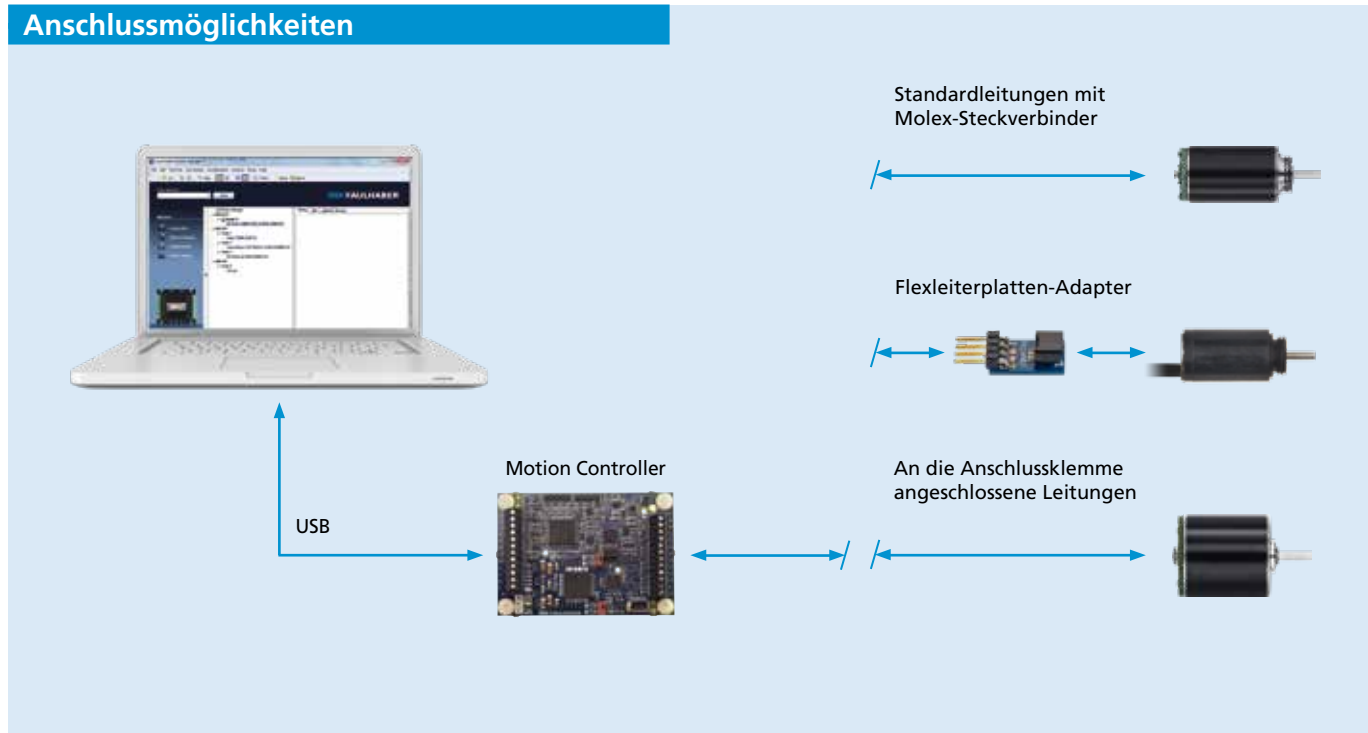 Anschlussmöglichkeiten
Standardleitungen mit
Molex-Steckverbinder
FAULHABER
Flexleiterplatten-Adapter
Motion Controller
An die Anschlussklemme
angeschlossene Leitungen
USB